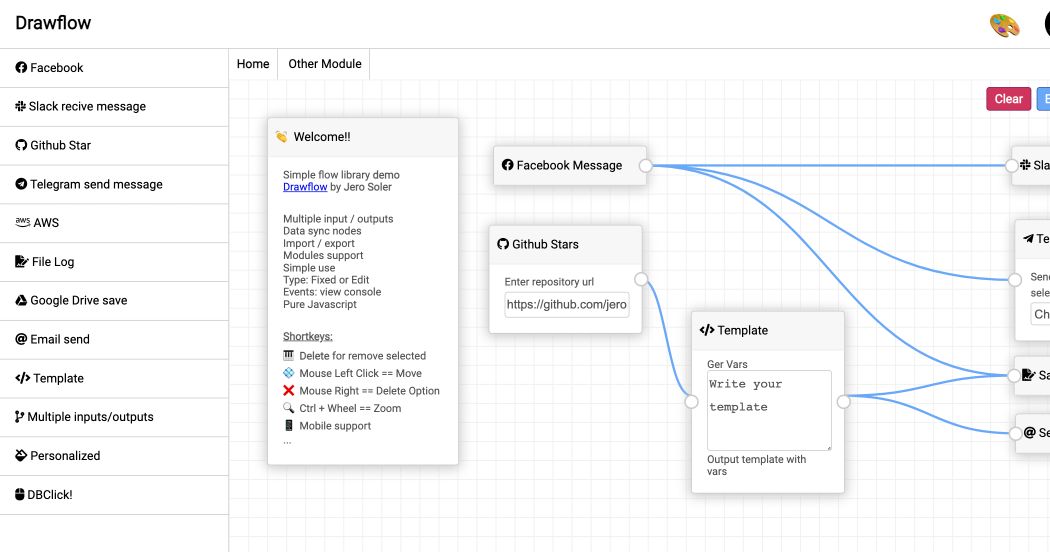 Drawflow
Facebook
Slack recive message
Github Star
Telegram send message
aws AWS
File Log
Google Drive save
@ Email send
</> Template
Multiple inputs/outputs
Personalized
DBClick!
Home
Other Module
Clear
E
👏 Welcome!!
Simple flow library demo
Drawflow by Jero Soler
Multiple input / outputs
Data sync nodes
Import / export
Modules support
Simple use
Type: Fixed or Edit
Events: view console
Pure Javascript
Shortkeys:
🎹 Delete for remove selected
💠 Mouse Left Click == Move
❌ Mouse Right == Delete Option
🔍 Ctrl + Wheel == Zoom
📱 Mobile support
...
Facebook Message
Github Stars
Enter repository url
https://github.com/jero
</> Template
Ger Vars
Write your
template
Output template with
vars
Sla
Te
Send
sele
Ch
Sa
@ Se